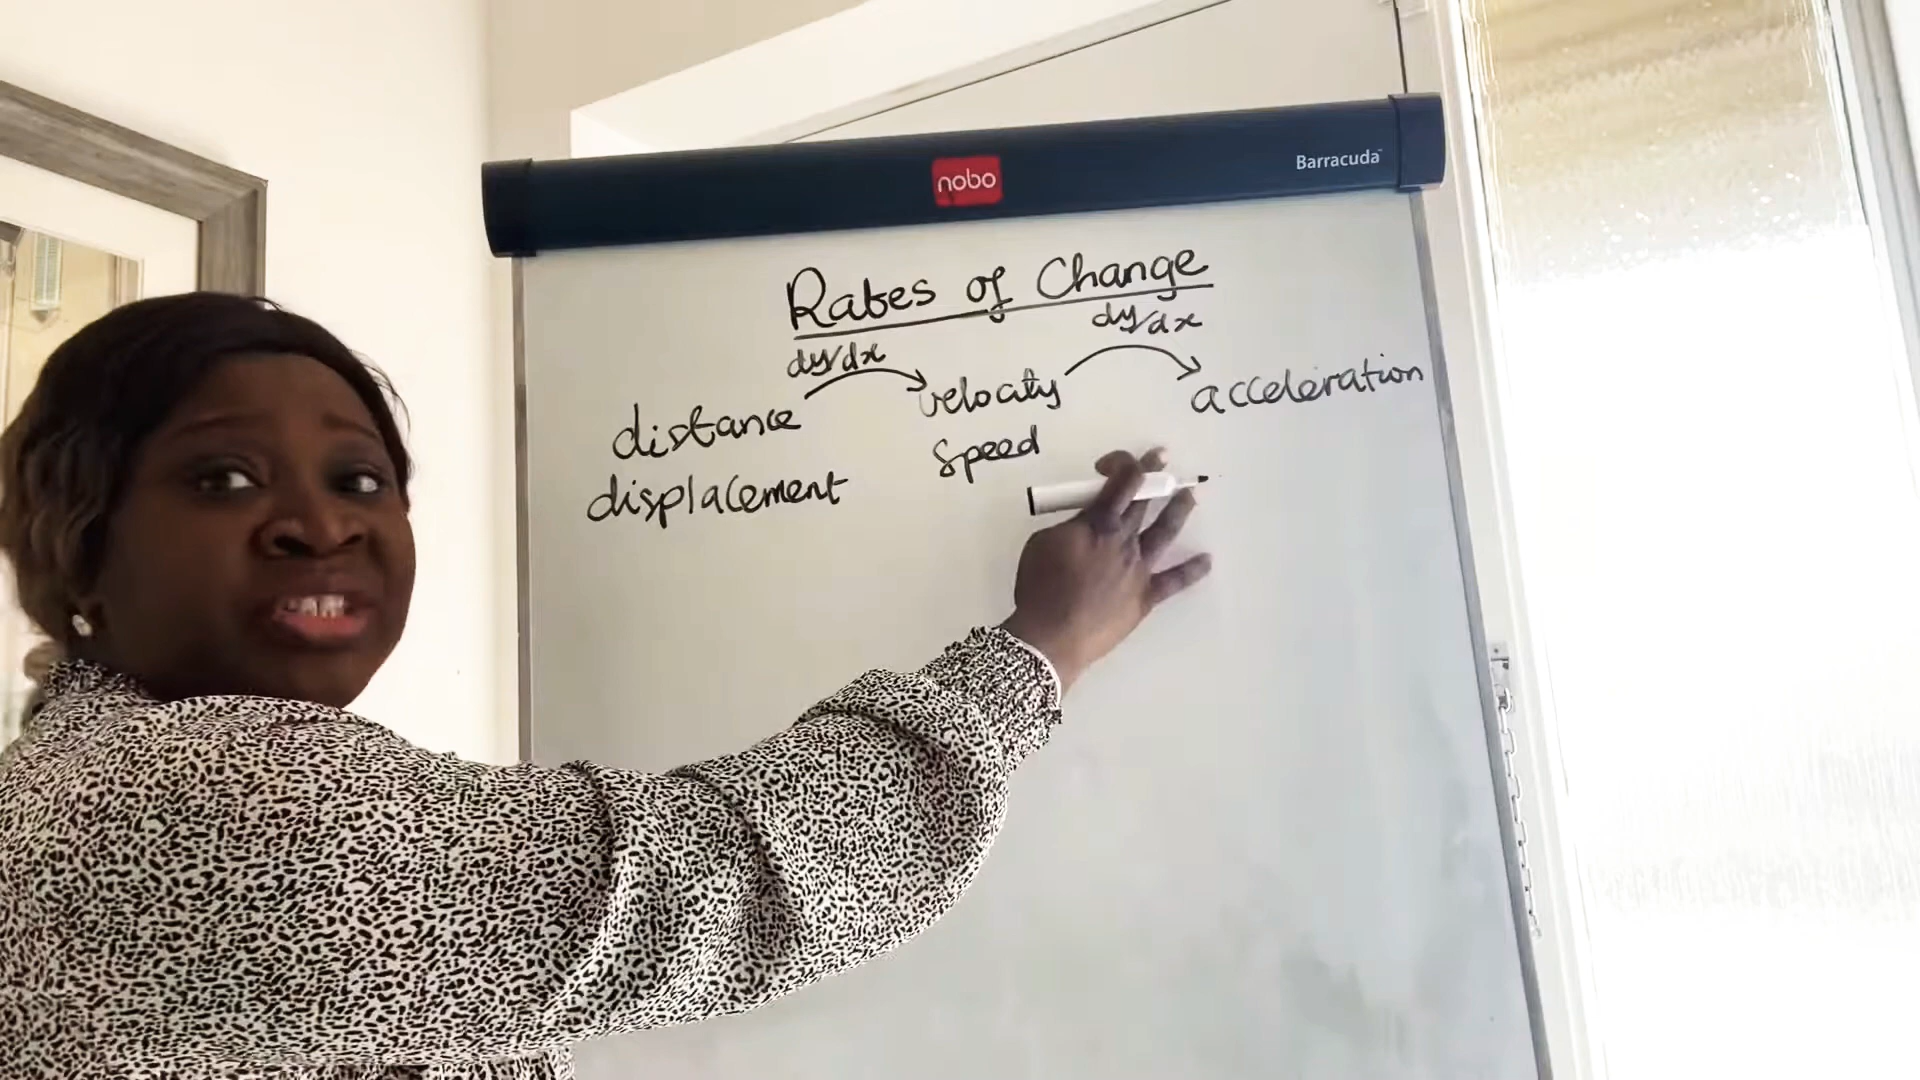 nobo
Barracuda
Rates of Change
dy/dx
dy/dx
distance
velocity
acceleration
speed
displacement